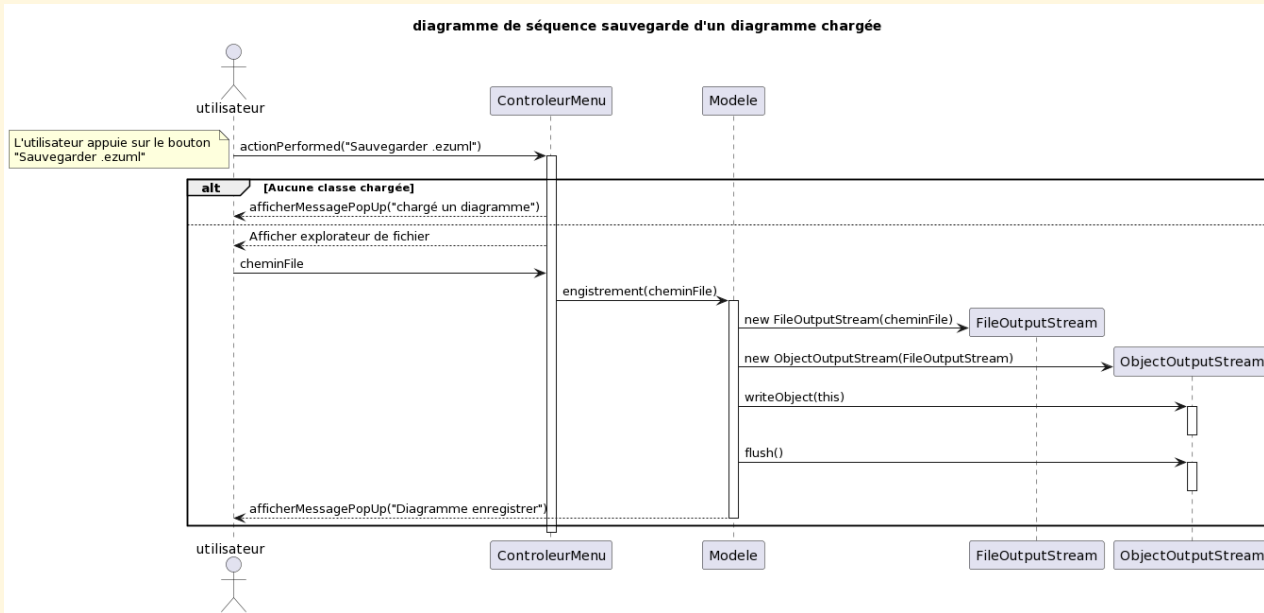 diagramme de séquence sauvegarde d'un diagramme chargée
utilisateur
ControleurMenu
Modele
L'utilisateur appuie sur le bouton
"Sauvegarder .ezuml"
actionPerformed("Sauvegarder .ezuml")
alt
[Aucune classe chargée]
afficherMessagePopUp("chargé un diagramme")
Afficher explorateur de fichier
cheminFile
engistrement(cheminFile)
new FileOutputStream(cheminFile)
FileOutputStream
new ObjectOutputStream(FileOutputStream)
ObjectOutputStream
writeObject(this)
flush()
afficherMessagePopUp("Diagramme enregistrer")
utilisateur
ControleurMenu
Modele
FileOutputStream
ObjectOutputStream